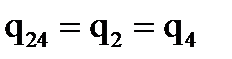 q₂₄ = q₂ = q₄